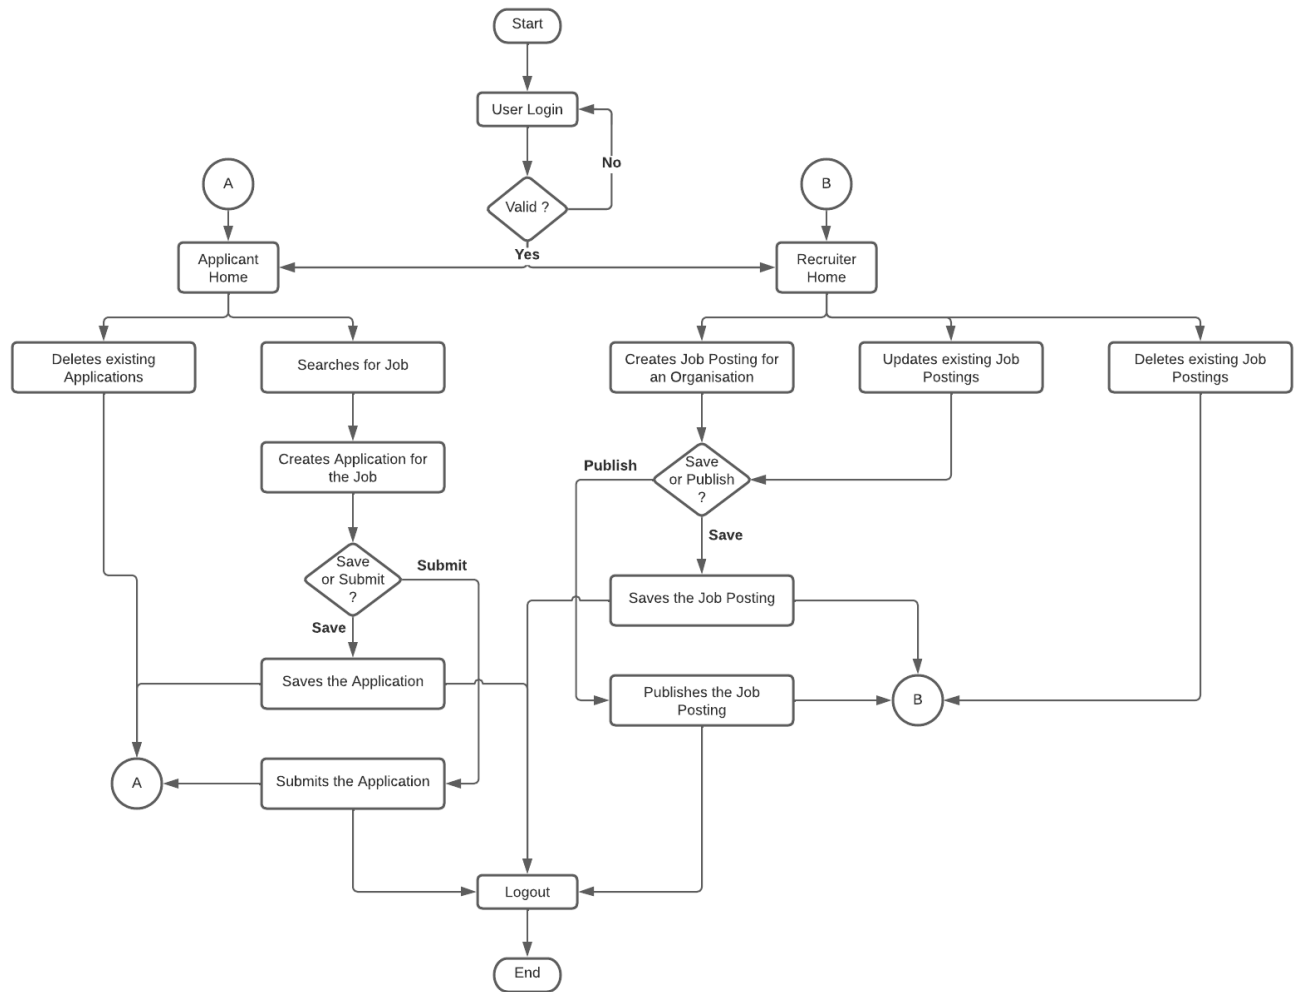 Start
User Login
No
A
B
Valid ?
Yes
Applicant
Home
Recruiter
Home
Deletes existing
Applications
Searches for Job
Creates Job Posting for
an Organisation
Updates existing Job
Postings
Deletes existing Job
Postings
Creates Application for
the Job
Publish
Save
or Publish
?
Save
Save
or Submit
?
Submit
Save
Saves the Job Posting
Saves the Application
Publishes the Job
Posting
B
A
Submits the Application
Logout
End